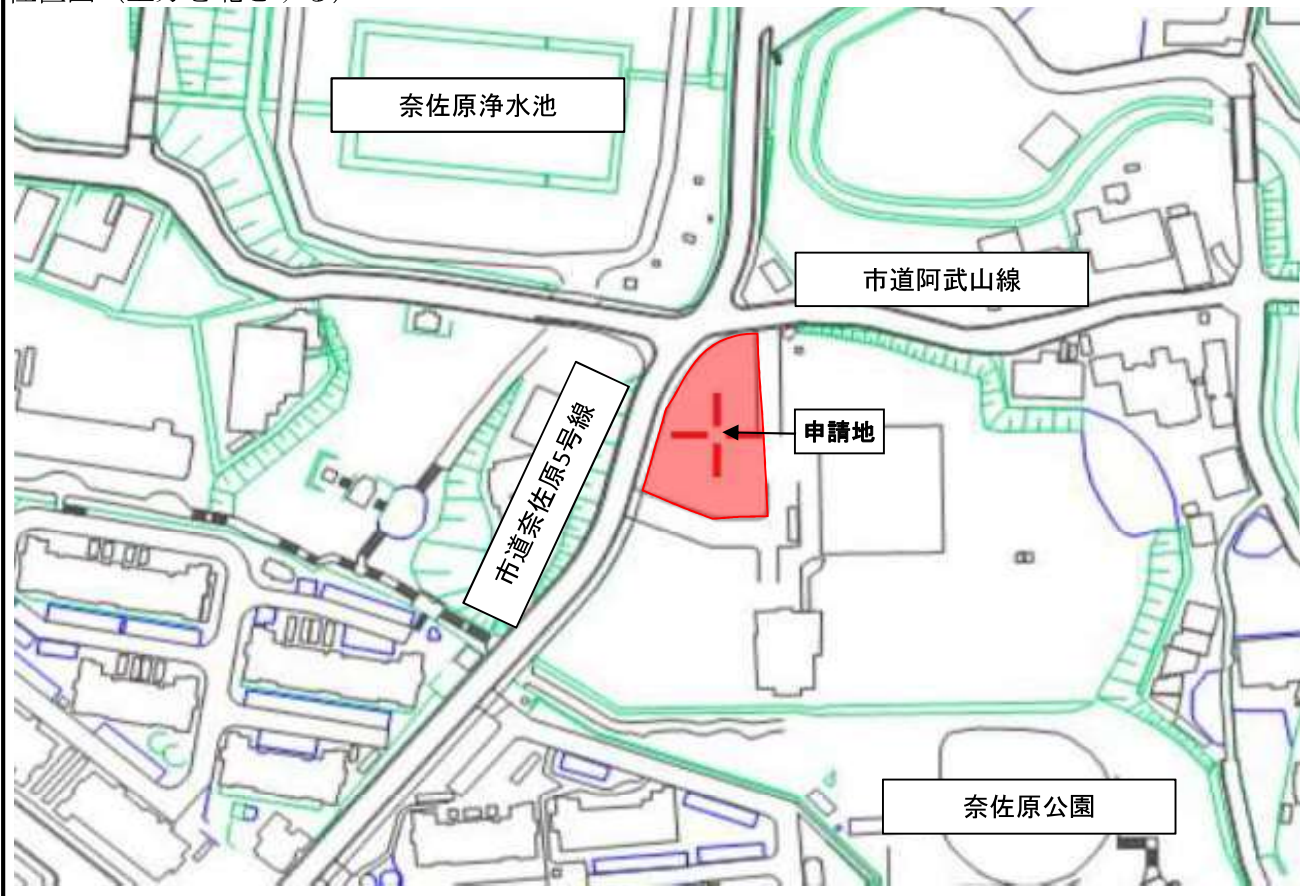 奈佐原浄水池
市道阿武山線
申請地
市道奈佐原5号線
奈佐原公園